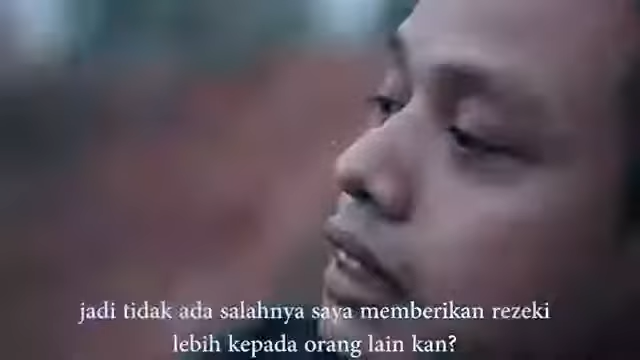 jadi tidak ada salahnya saya memberikan rezeki
lebih kepada orang lain kan?